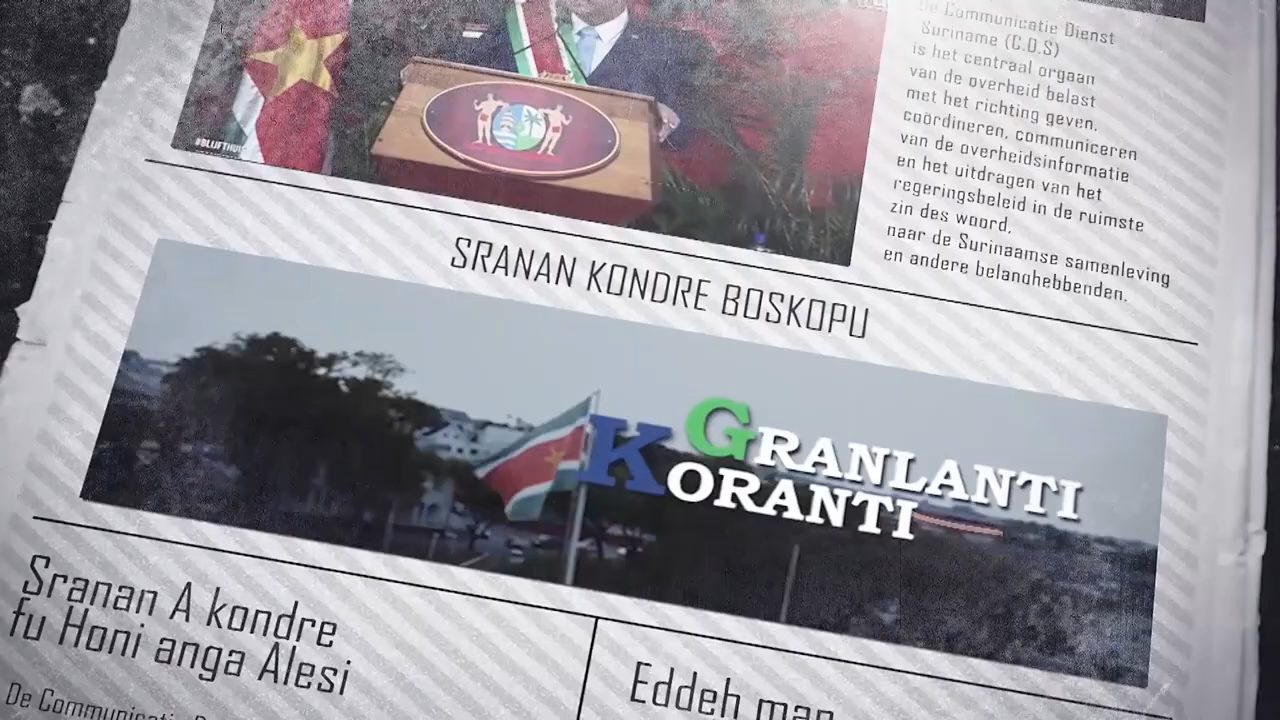 De Communicatie Dienst
Suriname (C.D.S)
is het centraal orgaan
van de overheid belast
met het richting geven,
coördineren, communiceren
van de overheidsinformatie
en het uitdragen van het
regeringsbeleid in de ruimste
zin des woord,
naar de Surinaamse samenleving
en andere belanghebbenden.
SRANAN KONDRE BOSKOPU
GRANLANTI
KORANTI
Sranan A kondre
fu Honi anga Alesi
Eddeh man
De